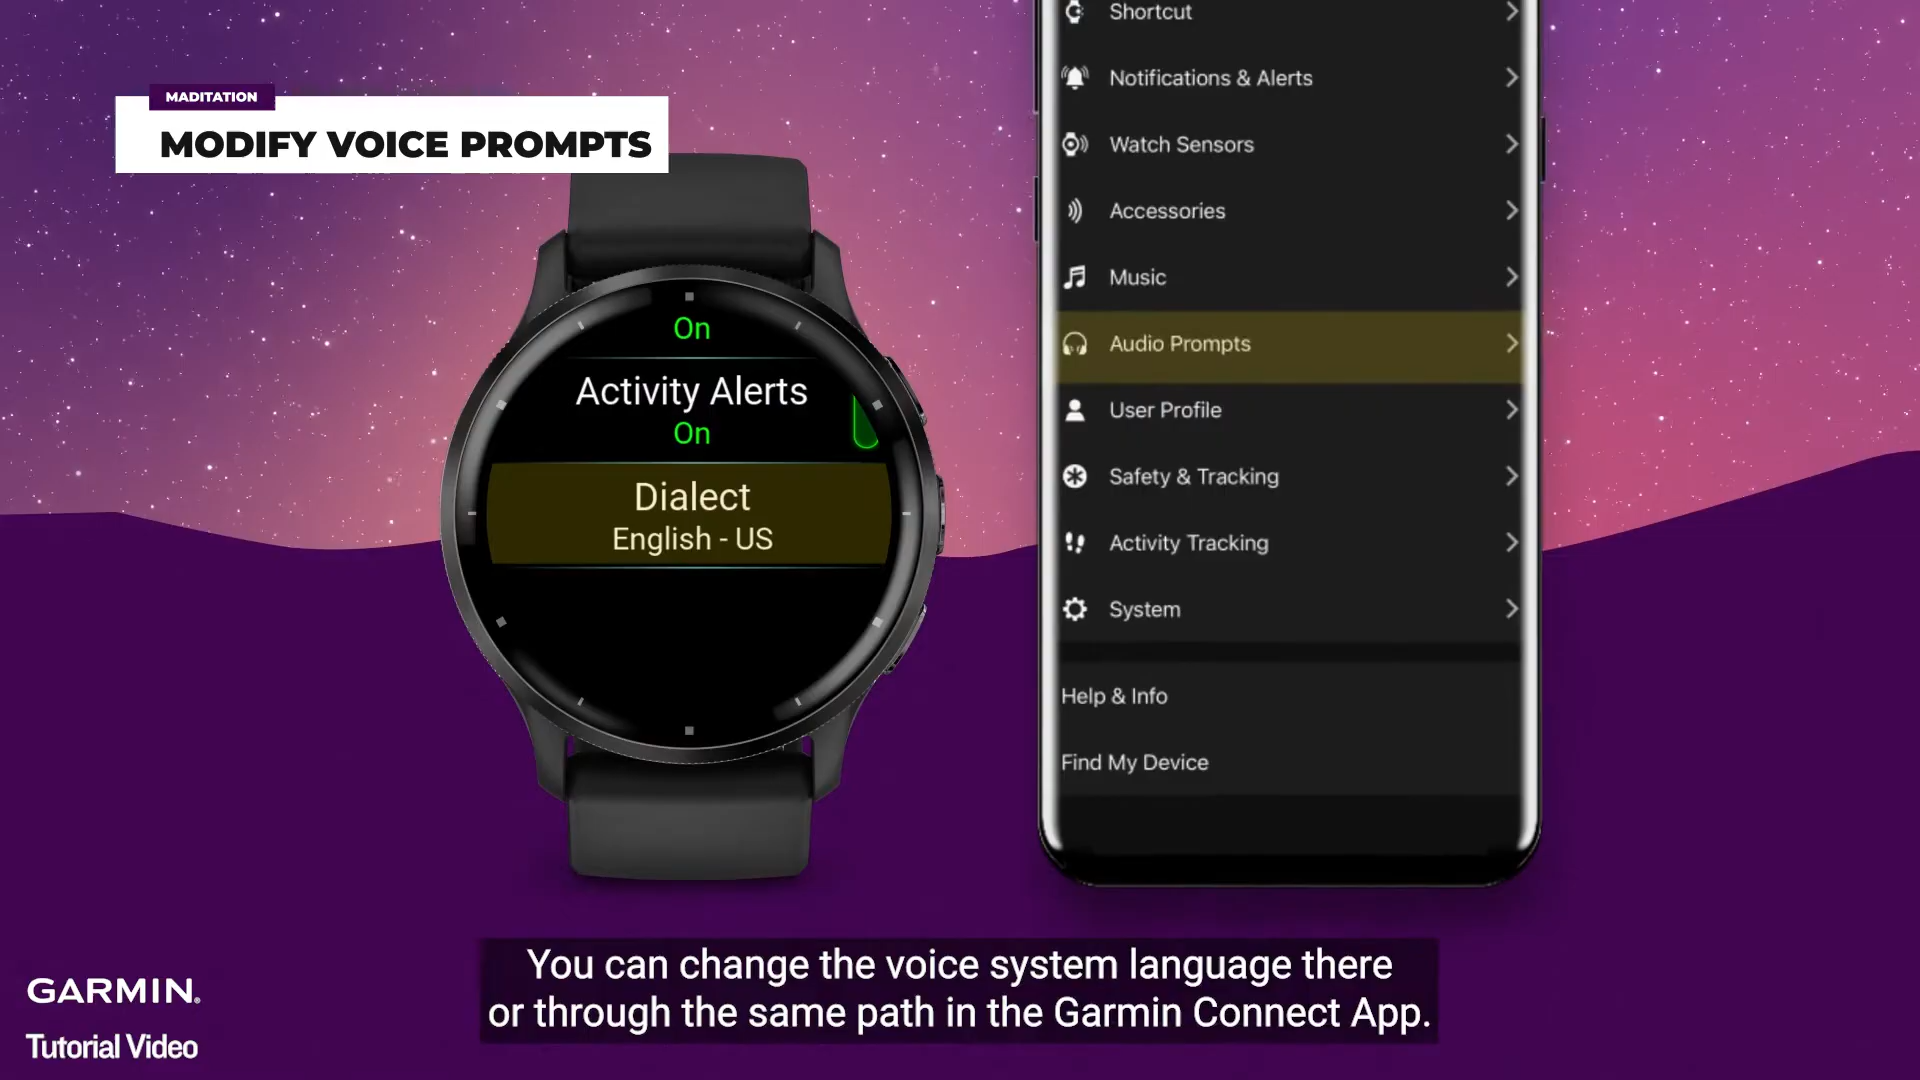 MADITATION
MODIFY VOICE PROMPTS
On
Activity Alerts
On
Dialect
English - US
Shortcut
Notifications & Alerts
Watch Sensors
Accessories
Music
Audio Prompts
User Profile
Safety & Tracking
Activity Tracking
System
Help & Info
Find My Device
You can change the voice system language there
or through the same path in the Garmin Connect App.
GARMIN®
Tutorial Video